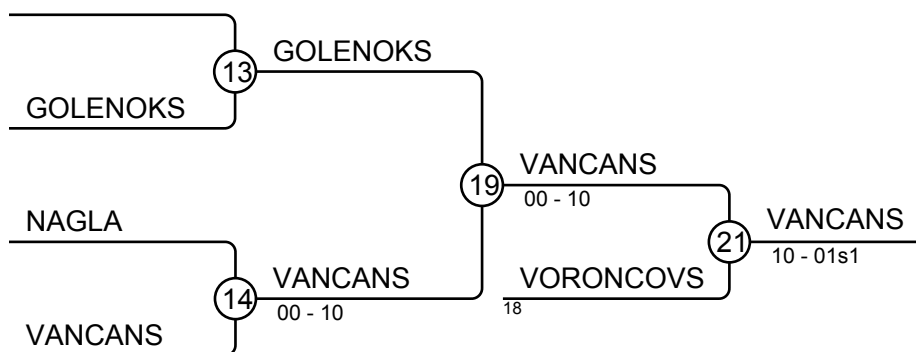 GOLENOKS
13
GOLENOKS
VANCANS
19
00 - 10
NAGLA
VANCANS
21
10 - 01s1
VANCANS
14
00 - 10
VORONCOVS
18
VANCANS